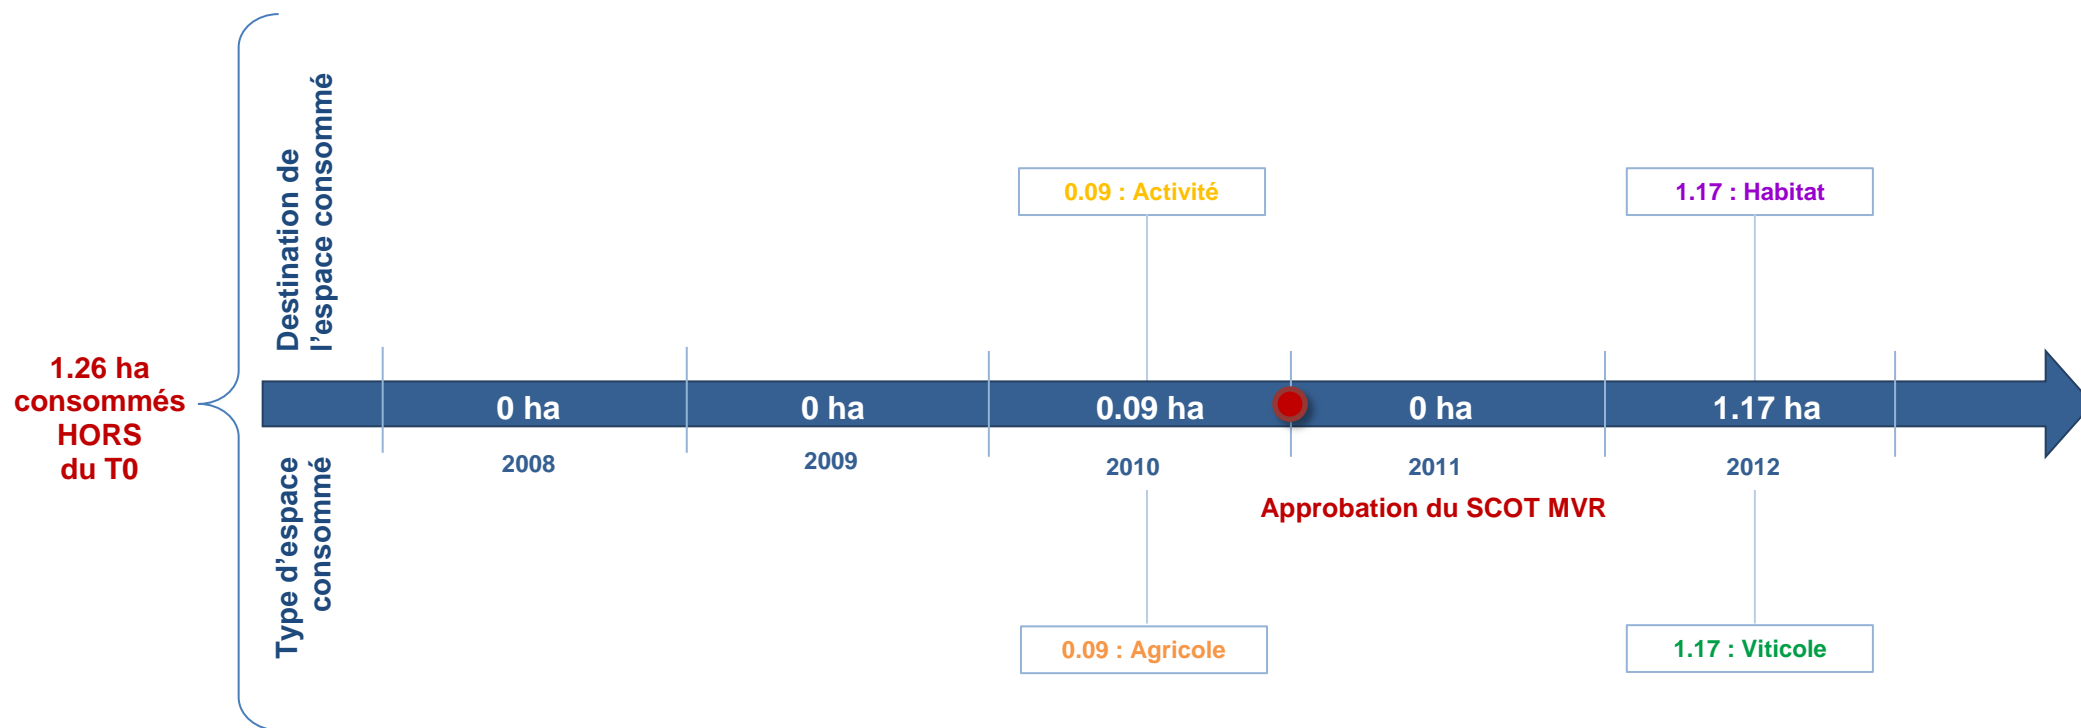 1.26 ha
consommés
HORS
du T0
Destination de
l’espace consommé
Type d’espace
consommé
0.09 : Activité
1.17 : Habitat
0 ha
0 ha
0.09 ha
0 ha
1.17 ha
2008
2009
2010
2011
2012
Approbation du SCOT MVR
0.09 : Agricole
1.17 : Viticole